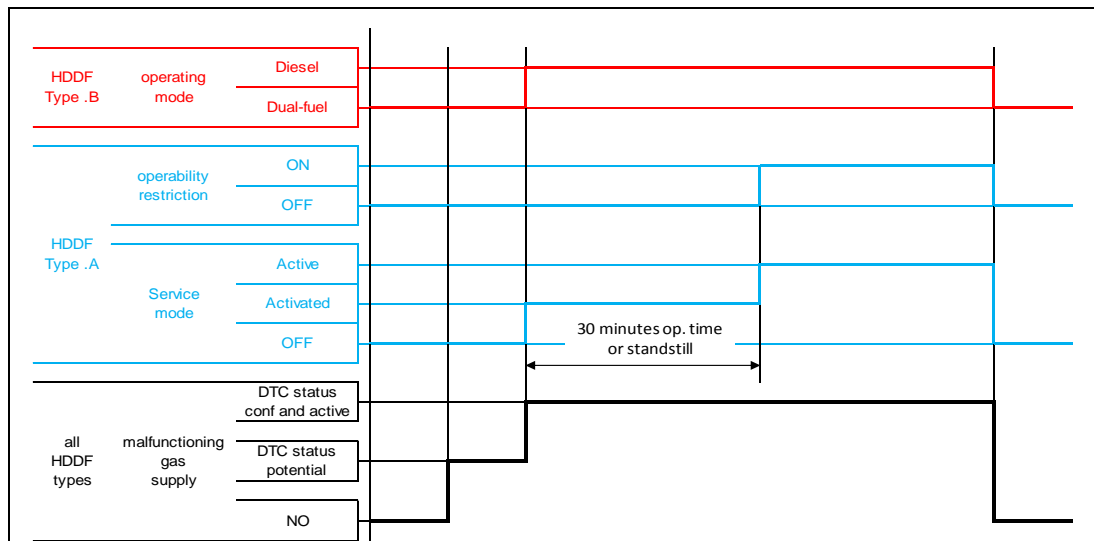 HDDF
Type .B
operating
mode
Diesel
Dual-fuel
HDDF
Type .A
operability
restriction
ON
OFF
Service
mode
Active
Activated
OFF
30 minutes op. time
or standstill
all
HDDF
types
malfunctioning
gas
supply
DTC status
conf and active
DTC status
potential
NO